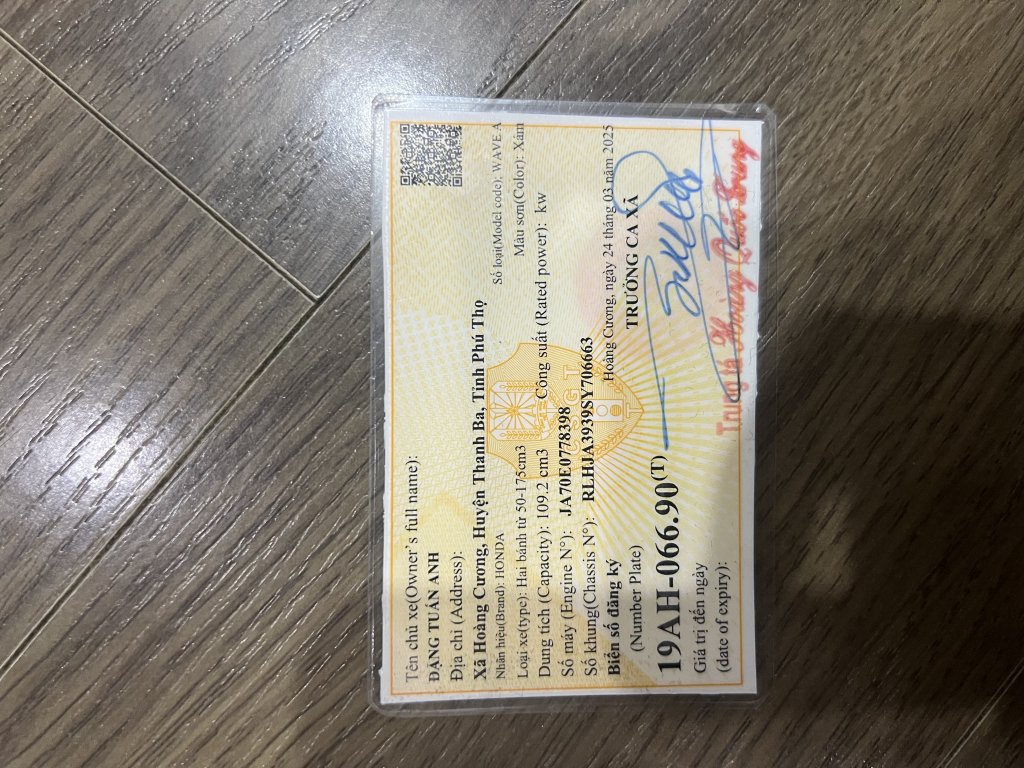 Tên chủ xe(Owner's full name):
ĐẶNG TUẤN ANH
Địa chỉ (Address):
Xã Hoàng Cương, Huyện Thanh Ba, Tỉnh Phú Thọ
Nhãn hiệu(Brand): HONDA Số loại(Model code): WAVE A
Loại xe(type): Hai bánh từ 50-175cm3 Màu sơn(Color): Xám
Dung tích (Capacity): 109.2 cm3 Công suất (Rated power): kw
Số máy (Engine N°): JA70E0778398
Số khung(Chassis N°): RLHJA3939SY706663
Biển số đăng ký Hoàng Cương, ngày 24 tháng 03 năm 2025
(Number Plate) TRƯỞNG CA XÃ
19AH-066.90(T)
Giá trị đến ngày
(date of expiry):
Trung tá Hoàng